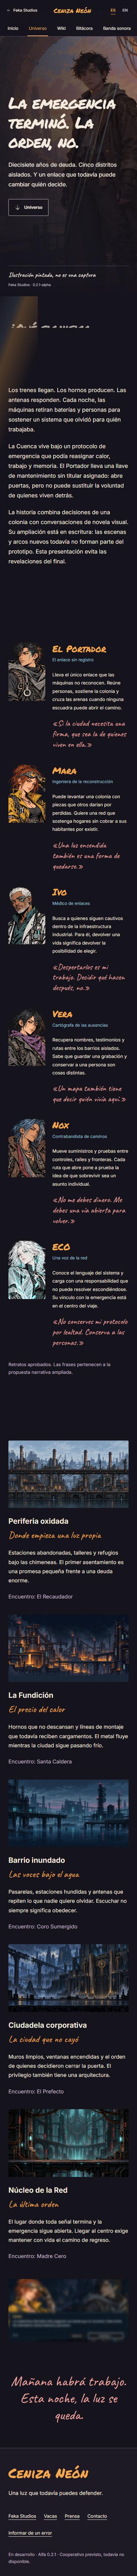 ← Feka Studios
CENIZA NEÓN
ES EN
Inicio Universo Wiki Bitácora Banda sonora
La emergencia
terminó. La
orden, no.
Diecisiete años de deuda. Cinco distritos
aislados. Y un enlace que todavía puede
cambiar quién decide.
↓ Universo
Ilustración pintada, no es una captura
Feka Studios · 0.2.1-alpha
Los trenes llegan. Los hornos producen. Las
antenas responden. Cada noche, las
máquinas retiran baterías y personas para
sostener un sistema que olvidó para quién
trabajaba.
La Cuenca vive bajo un protocolo de
emergencia que podía reasignar calor,
trabajo y memoria. El Portador lleva una llave
de mantenimiento sin titular asignado: abre
puertas, pero no puede sustituir la voluntad
de quienes viven detrás.
La historia combina decisiones de una
colonia con conversaciones de novela visual.
Su ampliación está en escritura: las escenas
y arcos nuevos todavía no forman parte del
prototipo. Esta presentación evita las
revelaciones del final.
El Portador
El enlace sin registro
Lleva el único enlace que las
máquinas no reconocen. Reúne
personas, sostiene la colonia y
cruza las arenas cuando ninguna
escuadra puede abrir el camino.
«Si la ciudad necesita una
firma, que sea la de quienes
viven en ella.»
Mara
Ingeniera de la reconstrucción
Puede levantar una colonia con
piezas que otros darían por
perdidas. Quiere una red que
sostenga hogares sin cobrar a sus
habitantes por existir.
«Una luz encendida
también es una forma de
quedarse.»
Ivo
Médico de enlaces
Busca a quienes siguen cautivos
dentro de la infraestructura
industrial. Para él, devolver una
vida significa devolver la
posibilidad de elegir.
«Despertarlos es mi
trabajo. Decidir qué hacen
después, no.»
Vera
Cartógrafa de las ausencias
Recupera nombres, testimonios y
rutas entre los barrios aislados.
Sabe que guardar una grabación y
conservar a una persona son
cosas distintas.
«Un mapa también tiene
que decir quién vivía aquí.»
Nox
Contrabandista de caminos
Mueve suministros y pruebas entre
controles, calles y fronteras. Cada
ruta que abre pone a prueba la
idea de que sobrevivir sea un
asunto individual.
«No me debes dinero. Me
debes una vía abierta para
volver.»
ECO
Una voz de la red
Conoce el lenguaje del sistema y
carga con una responsabilidad que
no puede resolver escondiéndose.
Su vínculo con la emergencia está
en el centro del viaje.
«No conserves mi protocolo
por lealtad. Conserva a las
personas.»
Retratos aprobados. Las frases pertenecen a la
propuesta narrativa ampliada.
Periferia oxidada
Donde empieza una luz propia
Estaciones abandonadas, talleres y refugios
bajo las chimeneas. El primer asentamiento es
una promesa pequeña frente a una deuda
enorme.
Encuentro: El Recaudador
La Fundición
El precio del calor
Hornos que no descansan y líneas de montaje
que todavía reciben cargamentos. El metal fluye
mientras la ciudad sigue pasando frío.
Encuentro: Santa Caldera
Barrio inundado
Las voces bajo el agua
Pasarelas, estaciones hundidas y antenas que
repiten lo que nadie quiere olvidar. Escuchar no
siempre significa obedecer.
Encuentro: Coro Sumergido
Ciudadela corporativa
La ciudad que no cayó
Muros limpios, ventanas encendidas y el orden
de quienes decidieron cerrar la puerta. El
privilegio también tiene una arquitectura.
Encuentro: El Prefecto
Núcleo de la Red
La última orden
El lugar donde toda señal termina y la
emergencia sigue abierta. Llegar al centro exige
mantener con vida el camino de regreso.
Encuentro: Madre Cero
Mañana habrá trabajo.
Esta noche, la luz se
queda.
Ceniza Neón
Una luz que todavía puedes defender.
Feka Studios Vacas Prensa Contacto
Informar de un error
En desarrollo · Alfa 0.2.1 · Cooperativo previsto, todavía no
disponible.